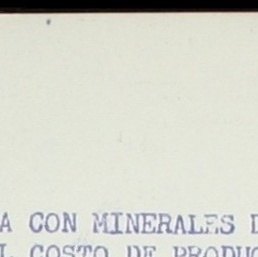 A CON MINERALES D
L COSTO DE PRODUC